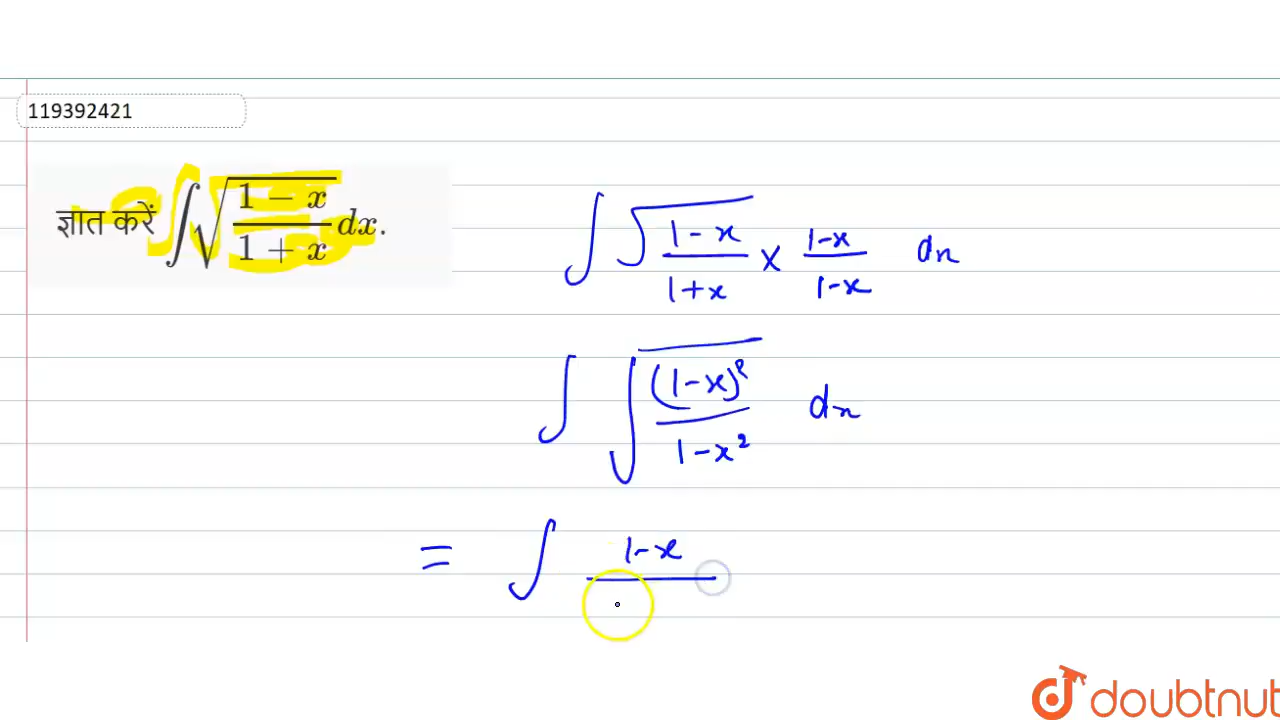 119392421
ज्ञात करें ∫ √((1 − x)/(1 + x)) dx.
∫ √((1-x)/(1+x) × (1-x)/(1-x)) dx
∫ √((1-x)²/(1-x²)) dx
= ∫ (1-x)/
doubtnut